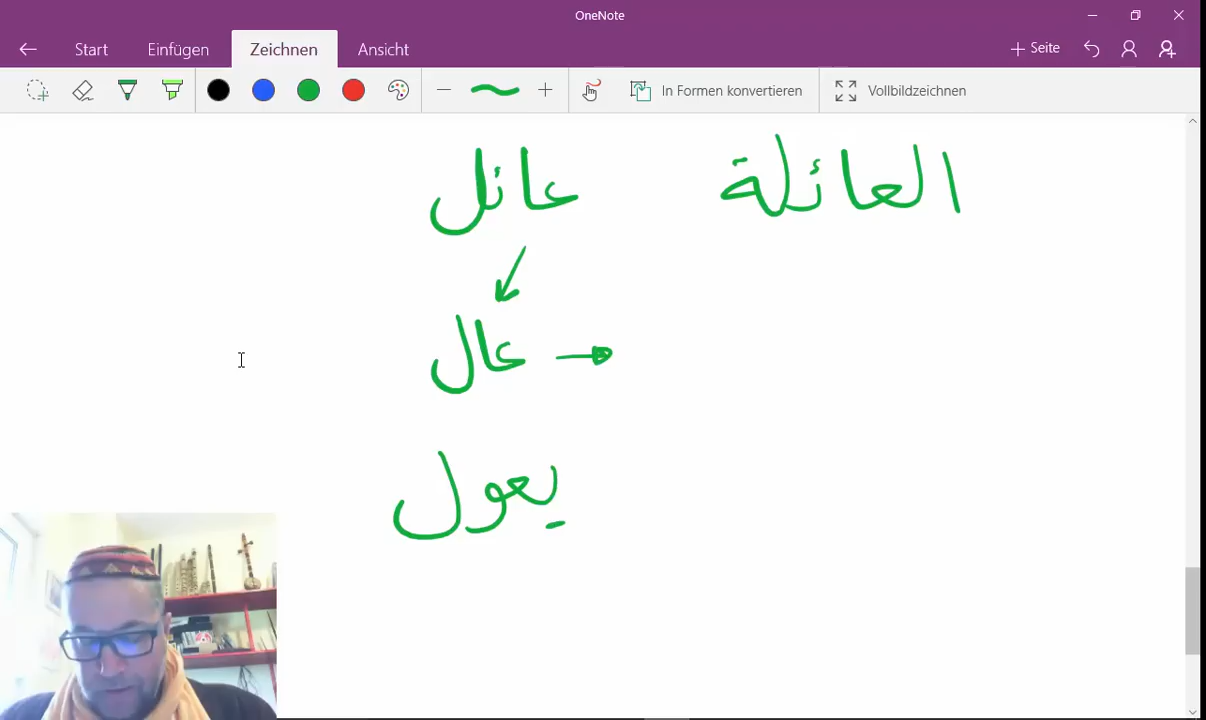 OneNote
Start Einfügen Zeichnen Ansicht Seite
In Formen konvertieren Vollbildzeichnen
العائلة عائل
عال
يعول